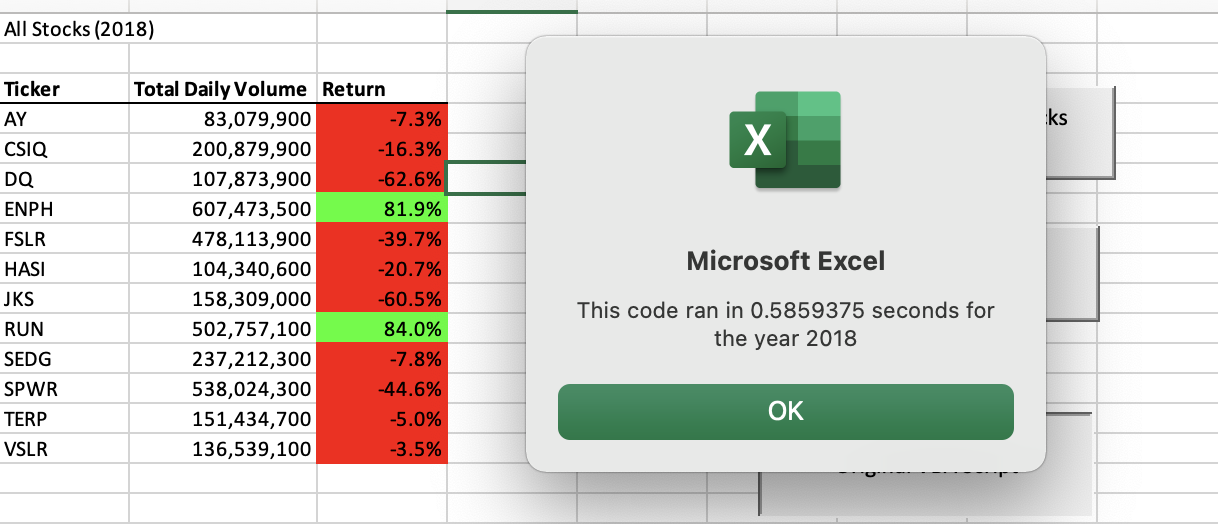 All Stocks (2018)
Ticker Total Daily Volume Return
AY 83,079,900 -7.3%
CSIQ 200,879,900 -16.3%
DQ 107,873,900 -62.6%
ENPH 607,473,500 81.9%
FSLR 478,113,900 -39.7%
HASI 104,340,600 -20.7%
JKS 158,309,000 -60.5%
RUN 502,757,100 84.0%
SEDG 237,212,300 -7.8%
SPWR 538,024,300 -44.6%
TERP 151,434,700 -5.0%
VSLR 136,539,100 -3.5%
X
Microsoft Excel
This code ran in 0.5859375 seconds for
the year 2018
OK